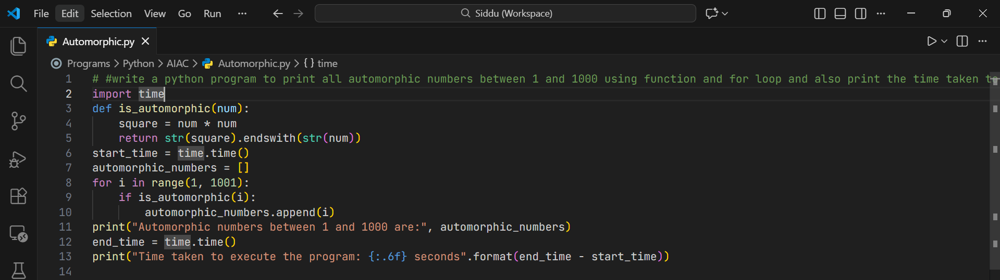 File Edit Selection View Go Run ··· Siddu (Workspace)
Automorphic.py
Programs > Python > AIAC > Automorphic.py > {} time
1 # #write a python program to print all automorphic numbers between 1 and 1000 using function and for loop and also print the time taken to
2 import time
3 def is_automorphic(num):
4     square = num * num
5     return str(square).endswith(str(num))
6 start_time = time.time()
7 automorphic_numbers = []
8 for i in range(1, 1001):
9     if is_automorphic(i):
10         automorphic_numbers.append(i)
11 print("Automorphic numbers between 1 and 1000 are:", automorphic_numbers)
12 end_time = time.time()
13 print("Time taken to execute the program: {:.6f} seconds".format(end_time - start_time))
14